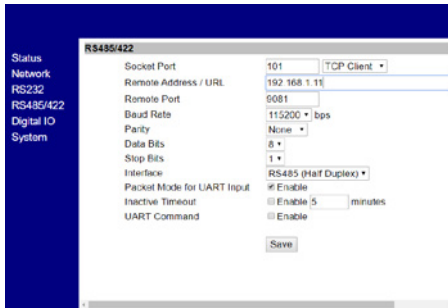 Status
Network
RS232
RS485/422
Digital IO
System
RS485/422
Socket Port 101 TCP Client
Remote Address / URL 192.168.1.11
Remote Port 9081
Baud Rate 115200 bps
Parity None
Data Bits 8
Stop Bits 1
Interface RS485 (Half Duplex)
Packet Mode for UART Input Enable
Inactive Timeout Enable 5 minutes
UART Command Enable
Save